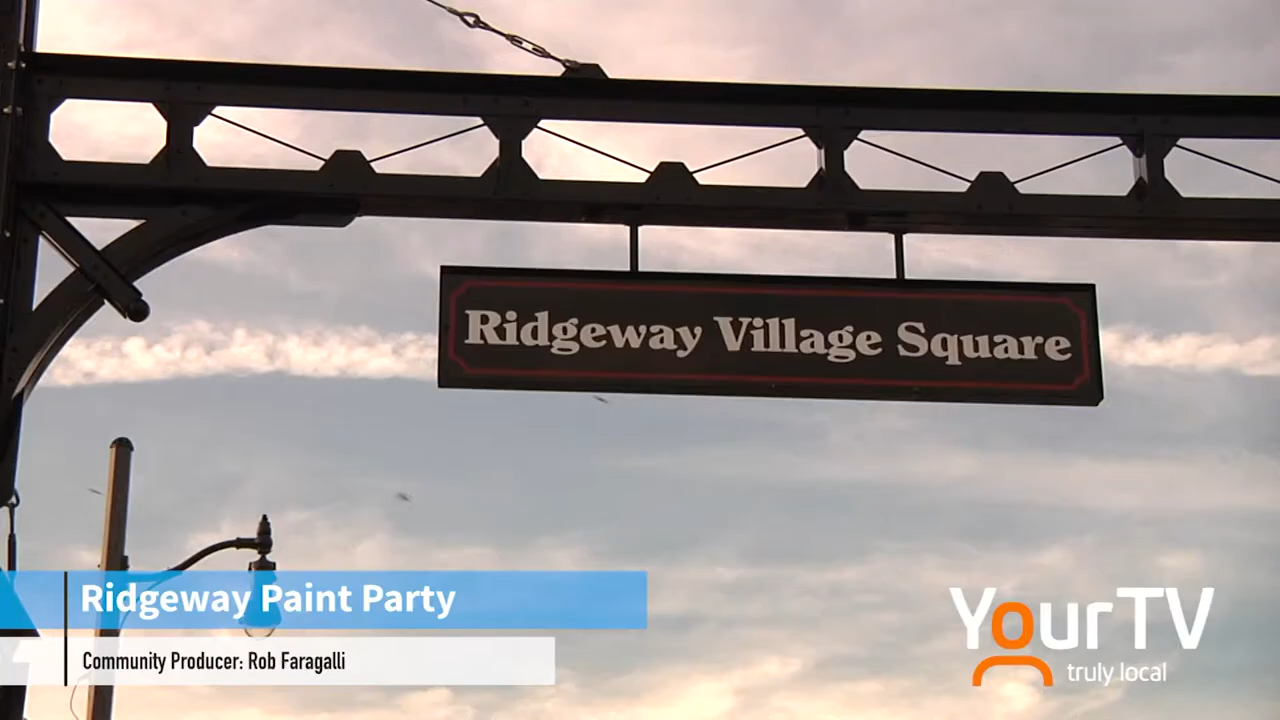 Ridgeway Village Square
Ridgeway Paint Party
Community Producer: Rob Faragalli
YourTV
truly local